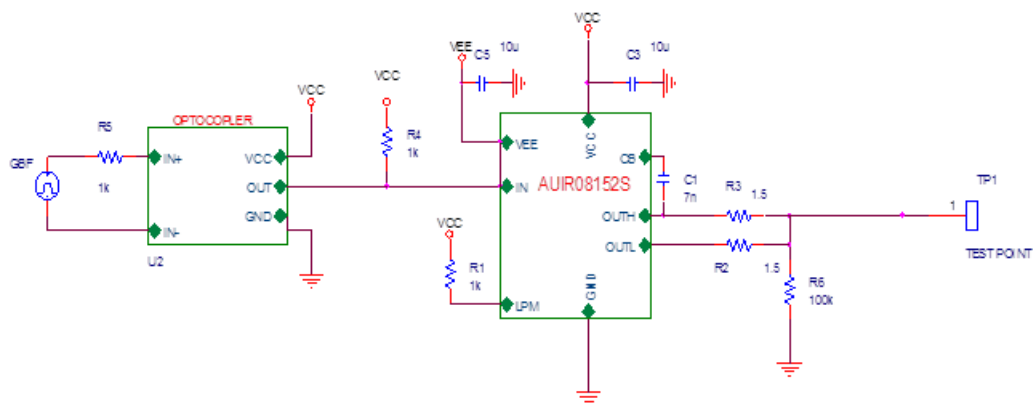 VCC
VEE
C5
10u
C3
10u
VCC
VCC
OPTOCOPLER
R5
1k
GBF
IN+
VCC
OUT
GND
IN-
U2
R4
1k
VEE
VCC
CB
IN
AUIR08152S
C1
7n
OUTH
OUTL
R3
1.5
R2
1.5
VCC
R1
1k
LPM
GND
R6
100k
TP1
1
TEST POINT